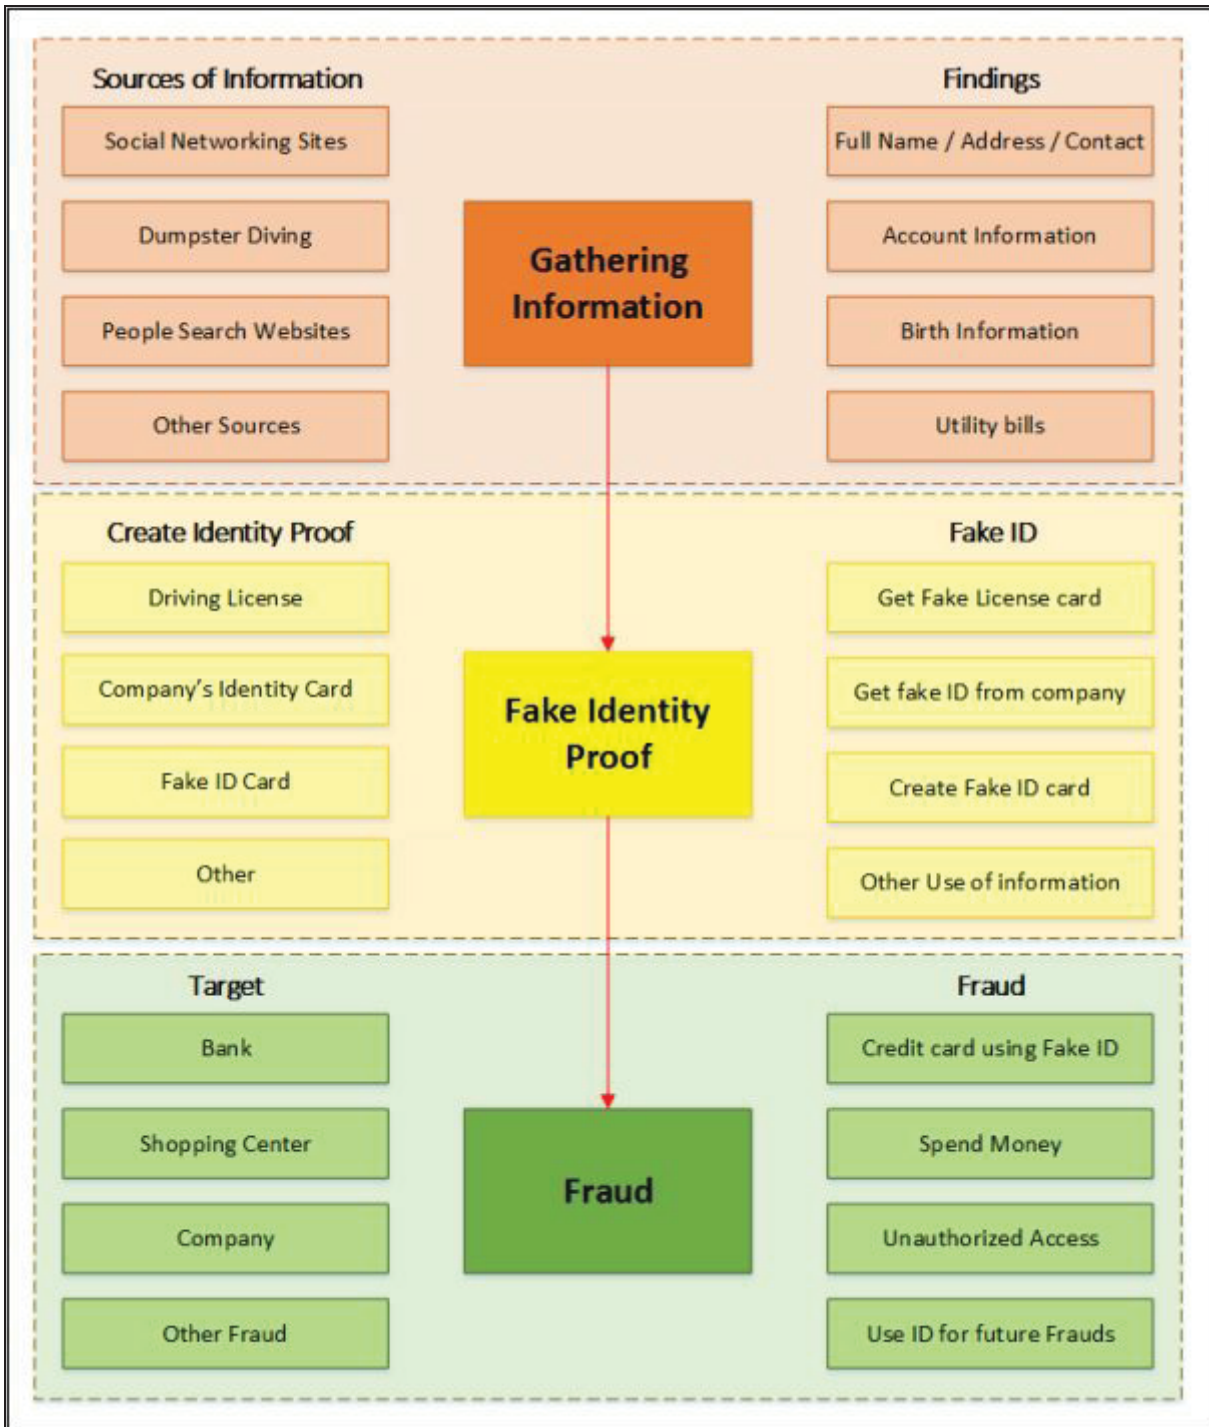 Sources of Information
Findings
Social Networking Sites
Full Name / Address / Contact
Dumpster Diving
Account Information
Gathering
Information
People Search Websites
Birth Information
Other Sources
Utility bills
Create Identity Proof
Fake ID
Driving License
Get Fake License card
Company's Identity Card
Get fake ID from company
Fake Identity
Proof
Fake ID Card
Create Fake ID card
Other
Other Use of information
Target
Fraud
Bank
Credit card using Fake ID
Shopping Center
Spend Money
Fraud
Company
Unauthorized Access
Other Fraud
Use ID for future Frauds